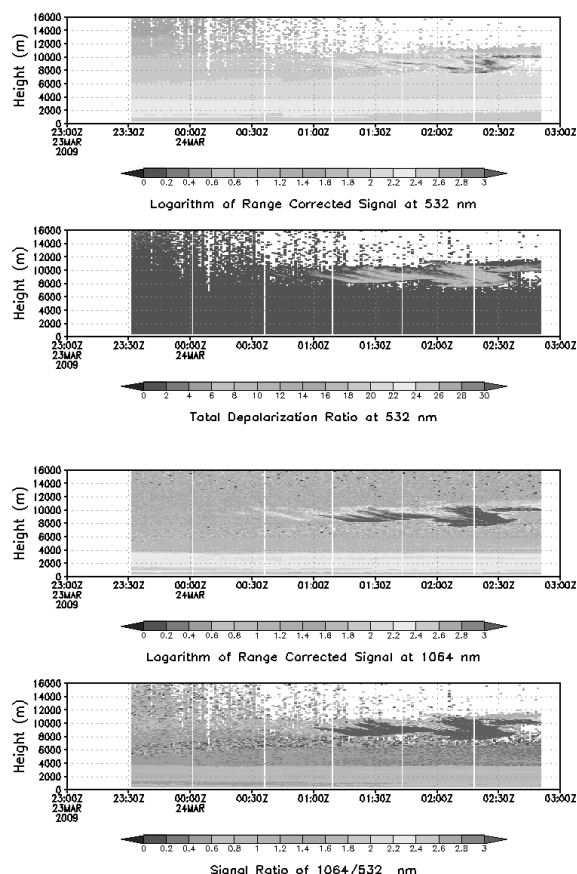 Height (m)
16000
14000
12000
10000
8000
6000
4000
2000
0
23:00Z 23:30Z 00:00Z 00:30Z 01:00Z 01:30Z 02:00Z 02:30Z 03:00Z
23MAR 24MAR
2009
0 0.2 0.4 0.6 0.8 1 1.2 1.4 1.6 1.8 2 2.2 2.4 2.6 2.8 3
Logarithm of Range Corrected Signal at 532 nm
Height (m)
16000
14000
12000
10000
8000
6000
4000
2000
0
23:00Z 23:30Z 00:00Z 00:30Z 01:00Z 01:30Z 02:00Z 02:30Z 03:00Z
23MAR 24MAR
2009
0 2 4 6 8 10 12 14 16 18 20 22 24 26 28 30
Total Depolarization Ratio at 532 nm
Height (m)
16000
14000
12000
10000
8000
6000
4000
2000
0
23:00Z 23:30Z 00:00Z 00:30Z 01:00Z 01:30Z 02:00Z 02:30Z 03:00Z
23MAR 24MAR
2009
0 0.2 0.4 0.6 0.8 1 1.2 1.4 1.6 1.8 2 2.2 2.4 2.6 2.8 3
Logarithm of Range Corrected Signal at 1064 nm
Height (m)
16000
14000
12000
10000
8000
6000
4000
2000
0
23:00Z 23:30Z 00:00Z 00:30Z 01:00Z 01:30Z 02:00Z 02:30Z 03:00Z
23MAR 24MAR
2009
0 0.2 0.4 0.6 0.8 1 1.2 1.4 1.6 1.8 2 2.2 2.4 2.6 2.8 3
Signal Ratio of 1064/532 nm